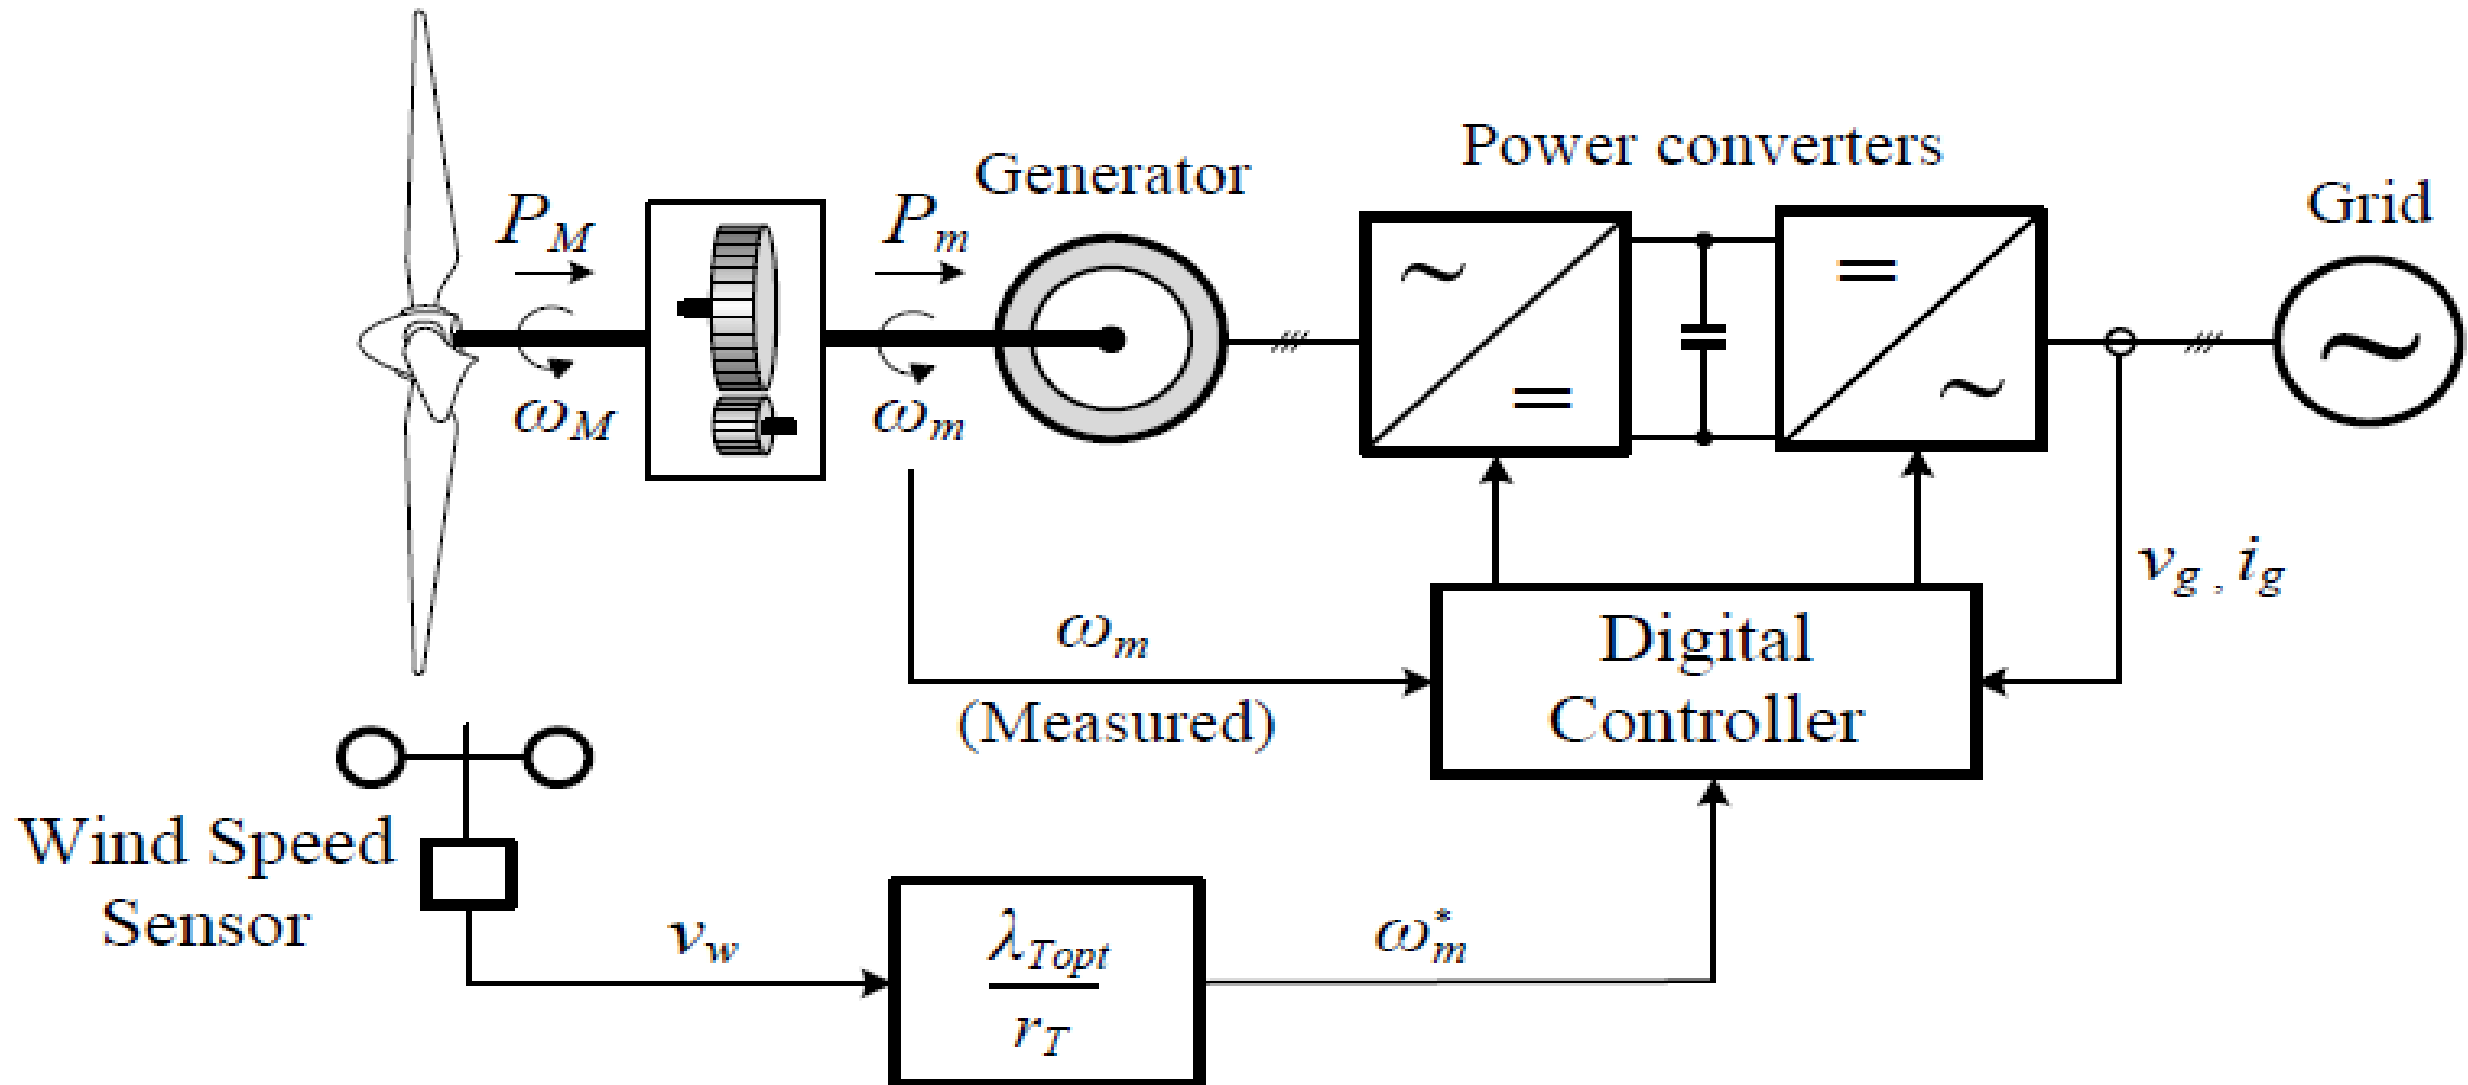 Power converters
Generator
Grid
P_M
P_m
~
=
=
~
~
ω_M
ω_m
v_g, i_g
ω_m
(Measured)
Digital
Controller
Wind Speed
Sensor
v_w
λ_Topt
r_T
ω_m^*